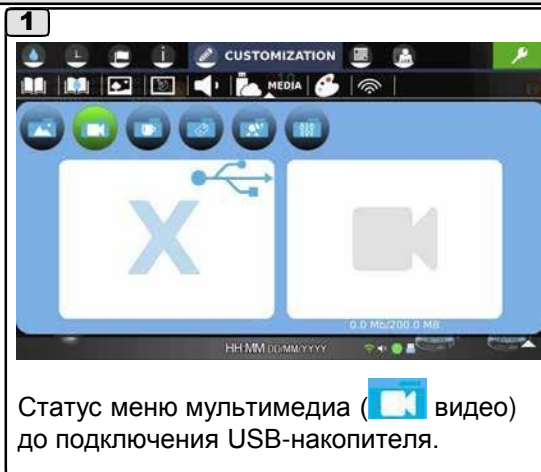 1
CUSTOMIZATION
MEDIA
X
0.0 Mb/200.0 MB
HH:MM DD/MM/YYYY
Статус меню мультимедиа ( видео)
до подключения USB-накопителя.